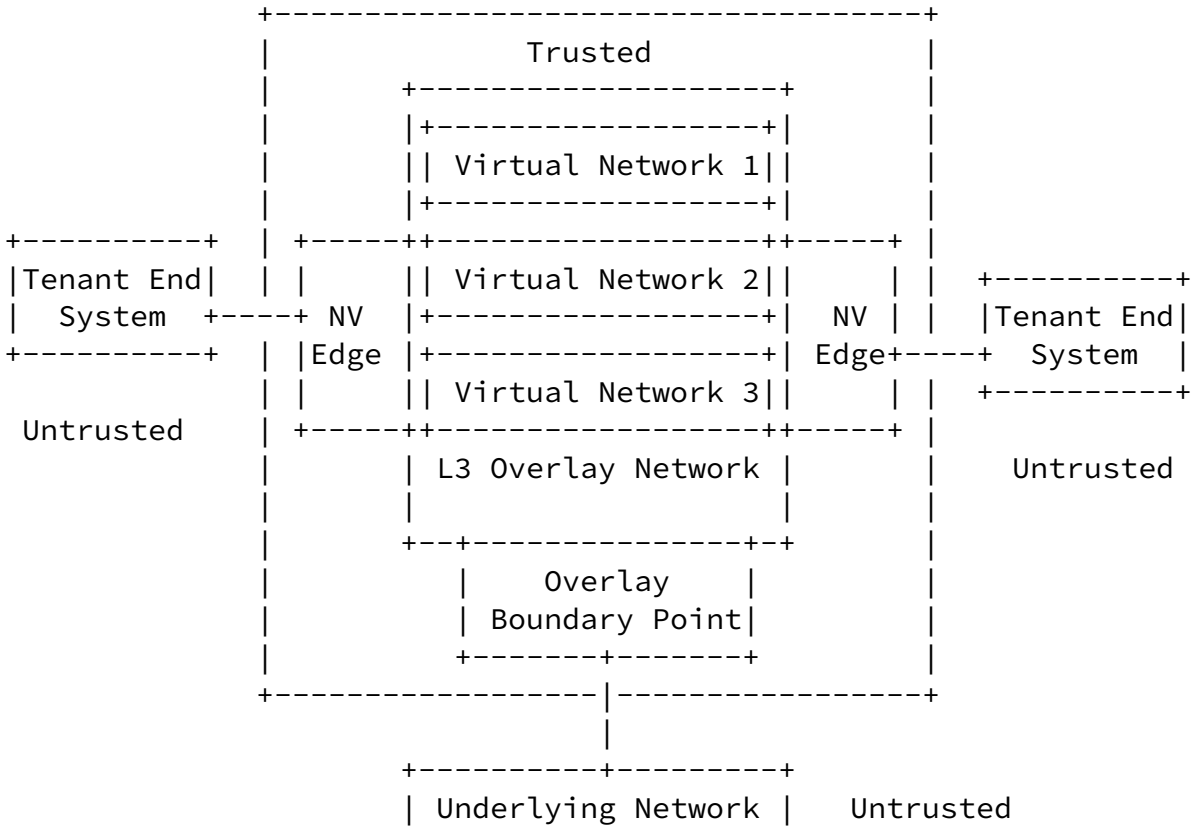 Trusted
Virtual Network 1
Tenant End Virtual Network 2
System NV NV Tenant End
Edge Edge System
Virtual Network 3
Untrusted
L3 Overlay Network Untrusted
Overlay
Boundary Point
Underlying Network Untrusted